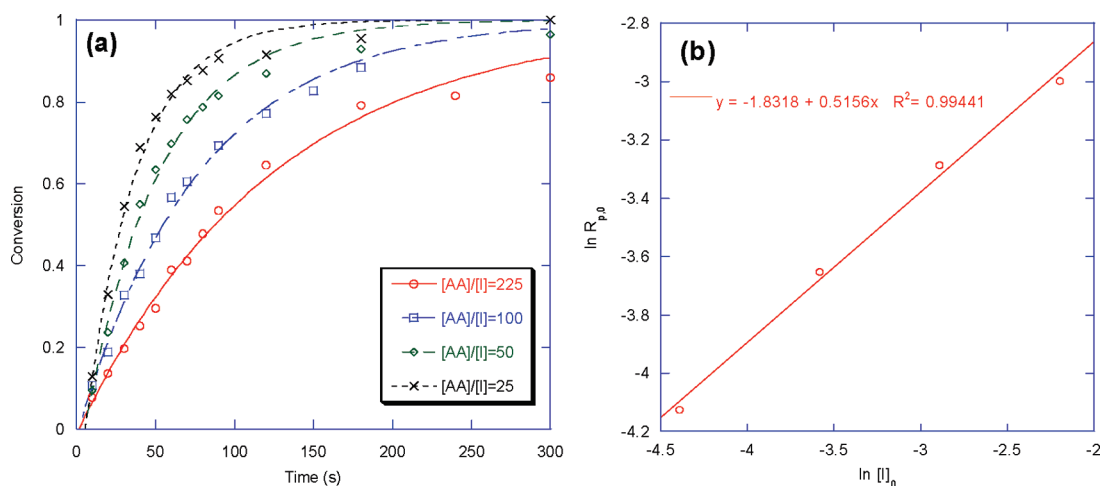 (a)
1
0.8
0.6
0.4
0.2
0
Conversion
0 50 100 150 200 250 300
Time (s)
[AA]/[I]=225
[AA]/[I]=100
[AA]/[I]=50
[AA]/[I]=25
(b)
-2.8
-3
-3.2
-3.4
-3.6
-3.8
-4
-4.2
ln Rp,0
y = -1.8318 + 0.5156x R²= 0.99441
-4.5 -4 -3.5 -3 -2.5 -2
ln [I]0